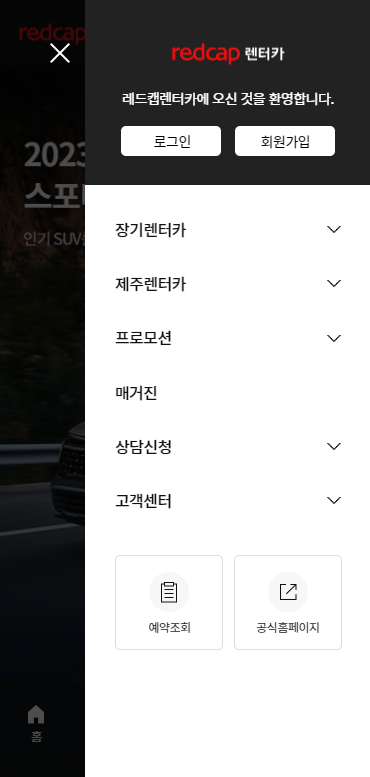 redcap
redcap 렌터카
레드캡렌터카에 오신 것을 환영합니다.
로그인
회원가입
2023
스포
인기 SUV
장기렌터카
제주렌터카
프로모션
매거진
상담신청
고객센터
예약조회
공식홈페이지
홈